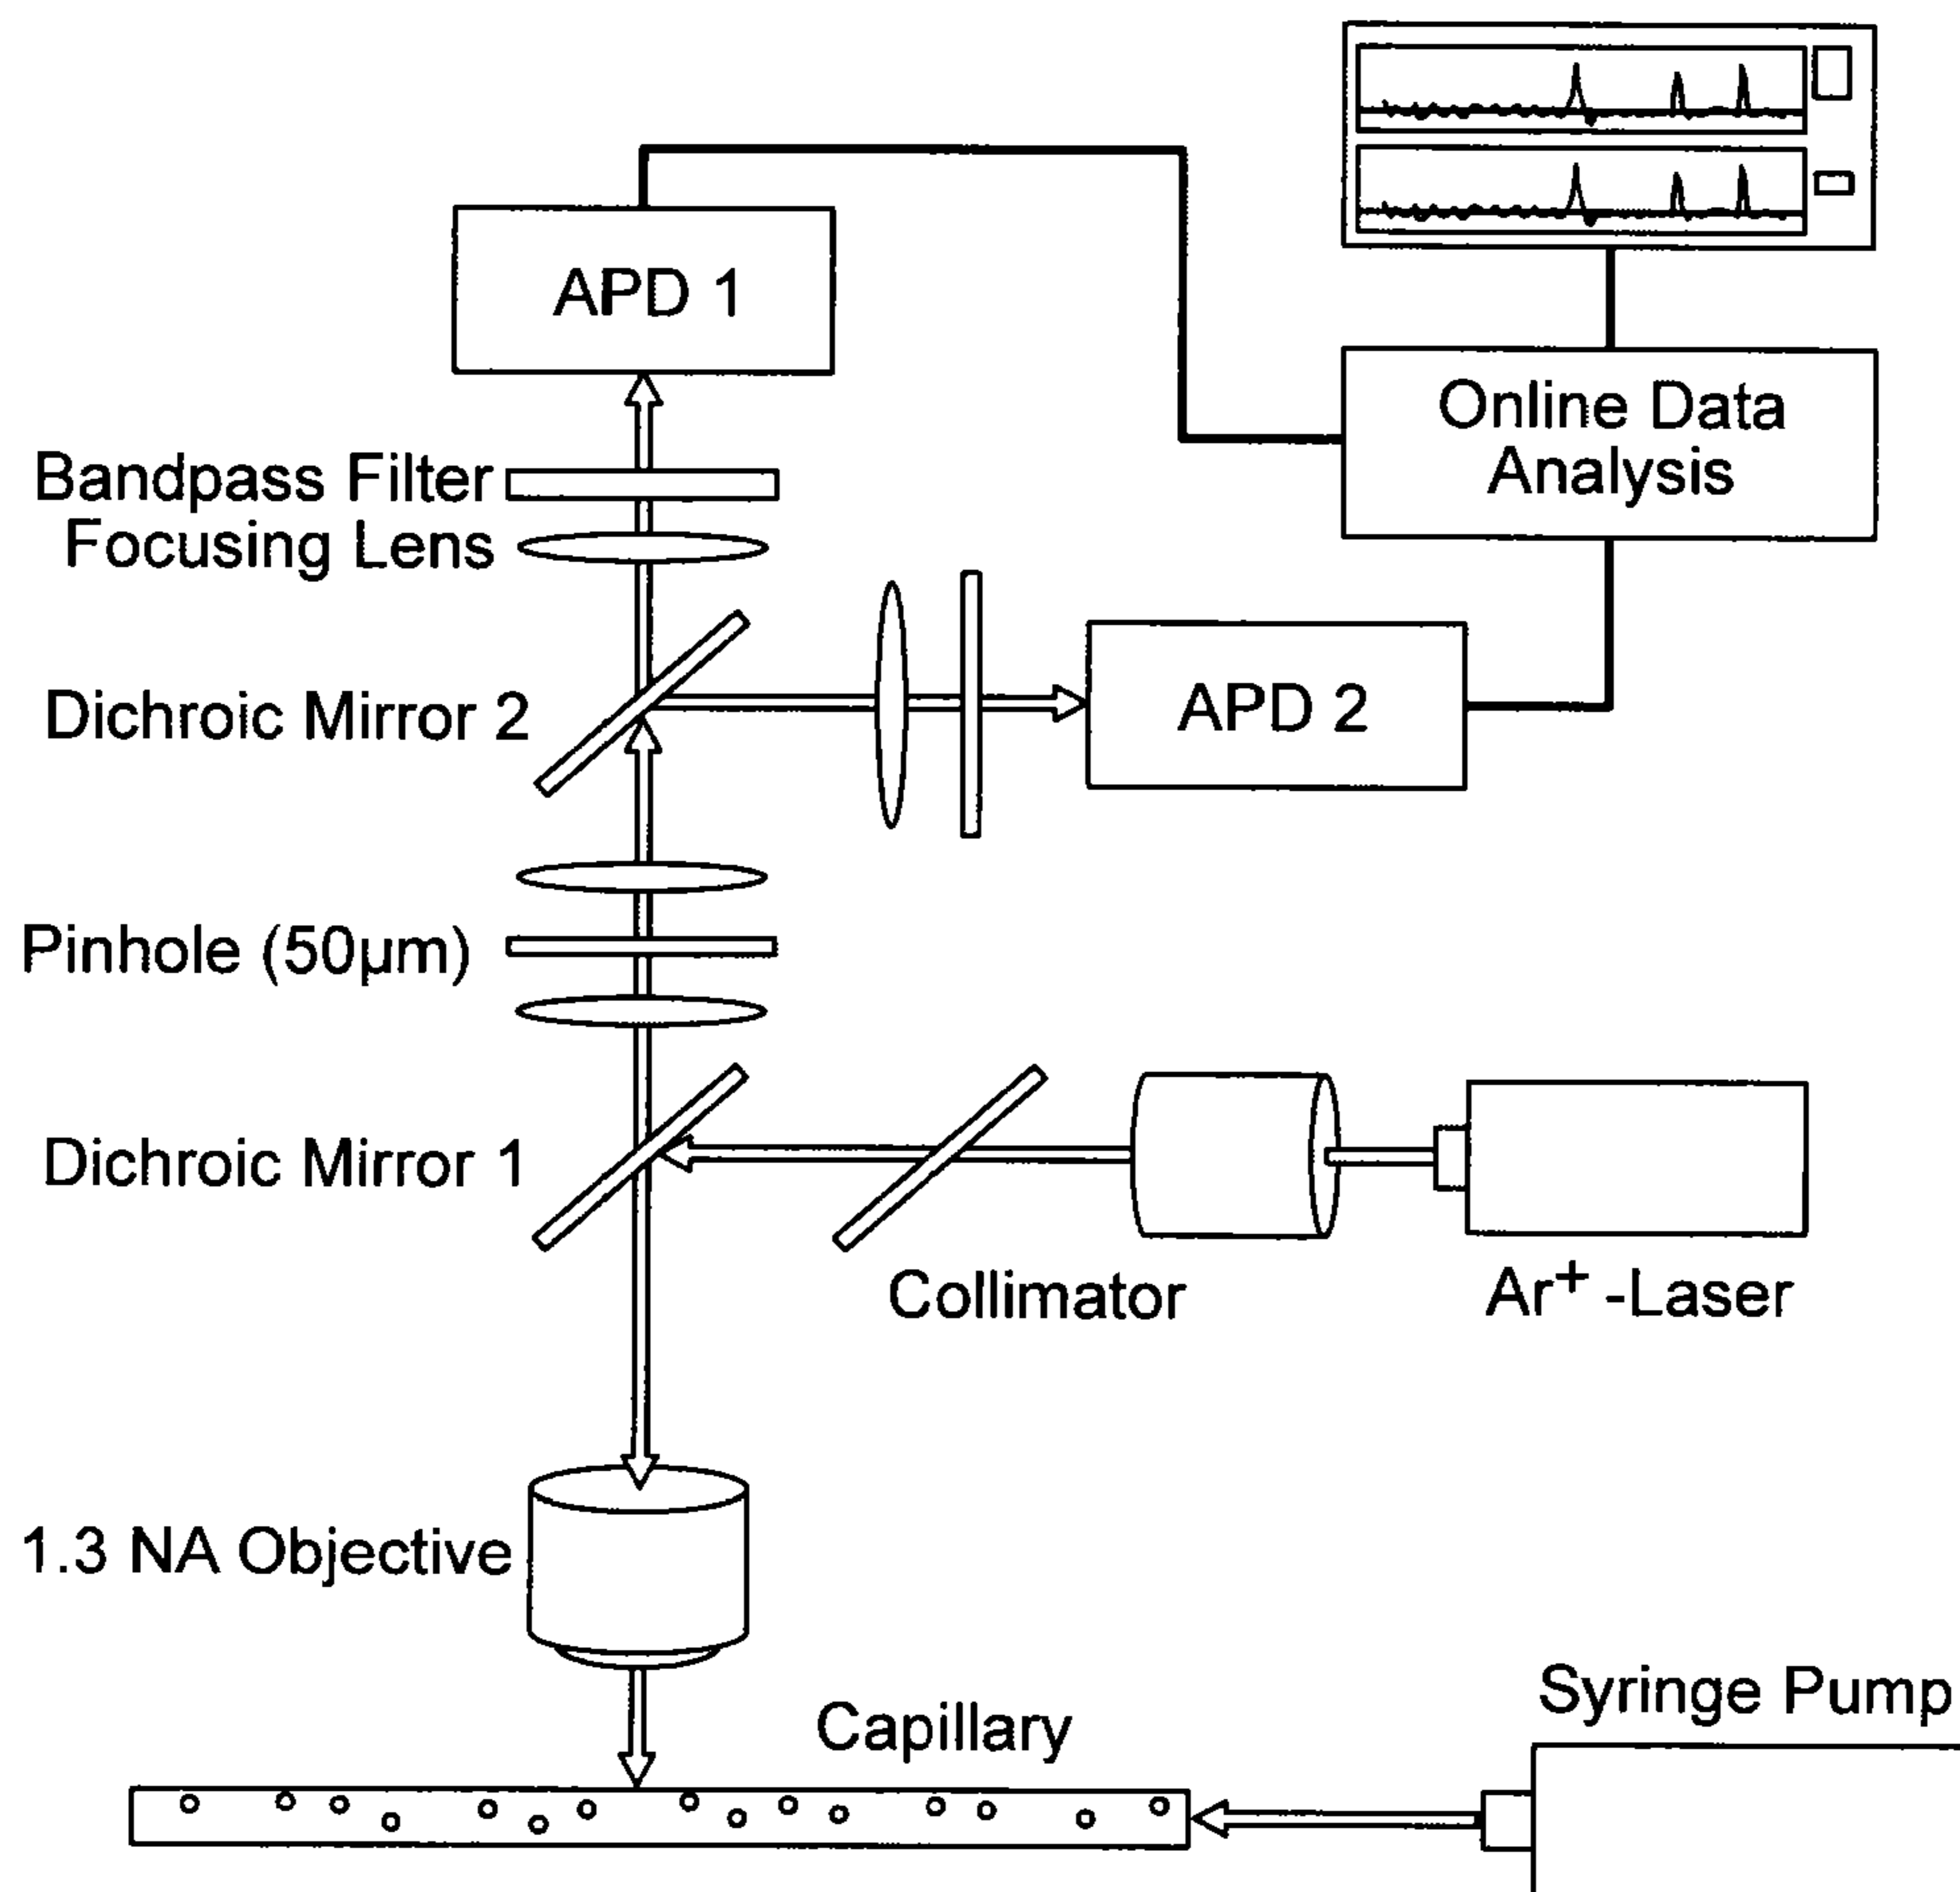 APD 1
Online Data
Analysis
Bandpass Filter
Focusing Lens
Dichroic Mirror 2
APD 2
Pinhole (50µm)
Dichroic Mirror 1
Collimator
Ar⁺ -Laser
1.3 NA Objective
Capillary
Syringe Pump